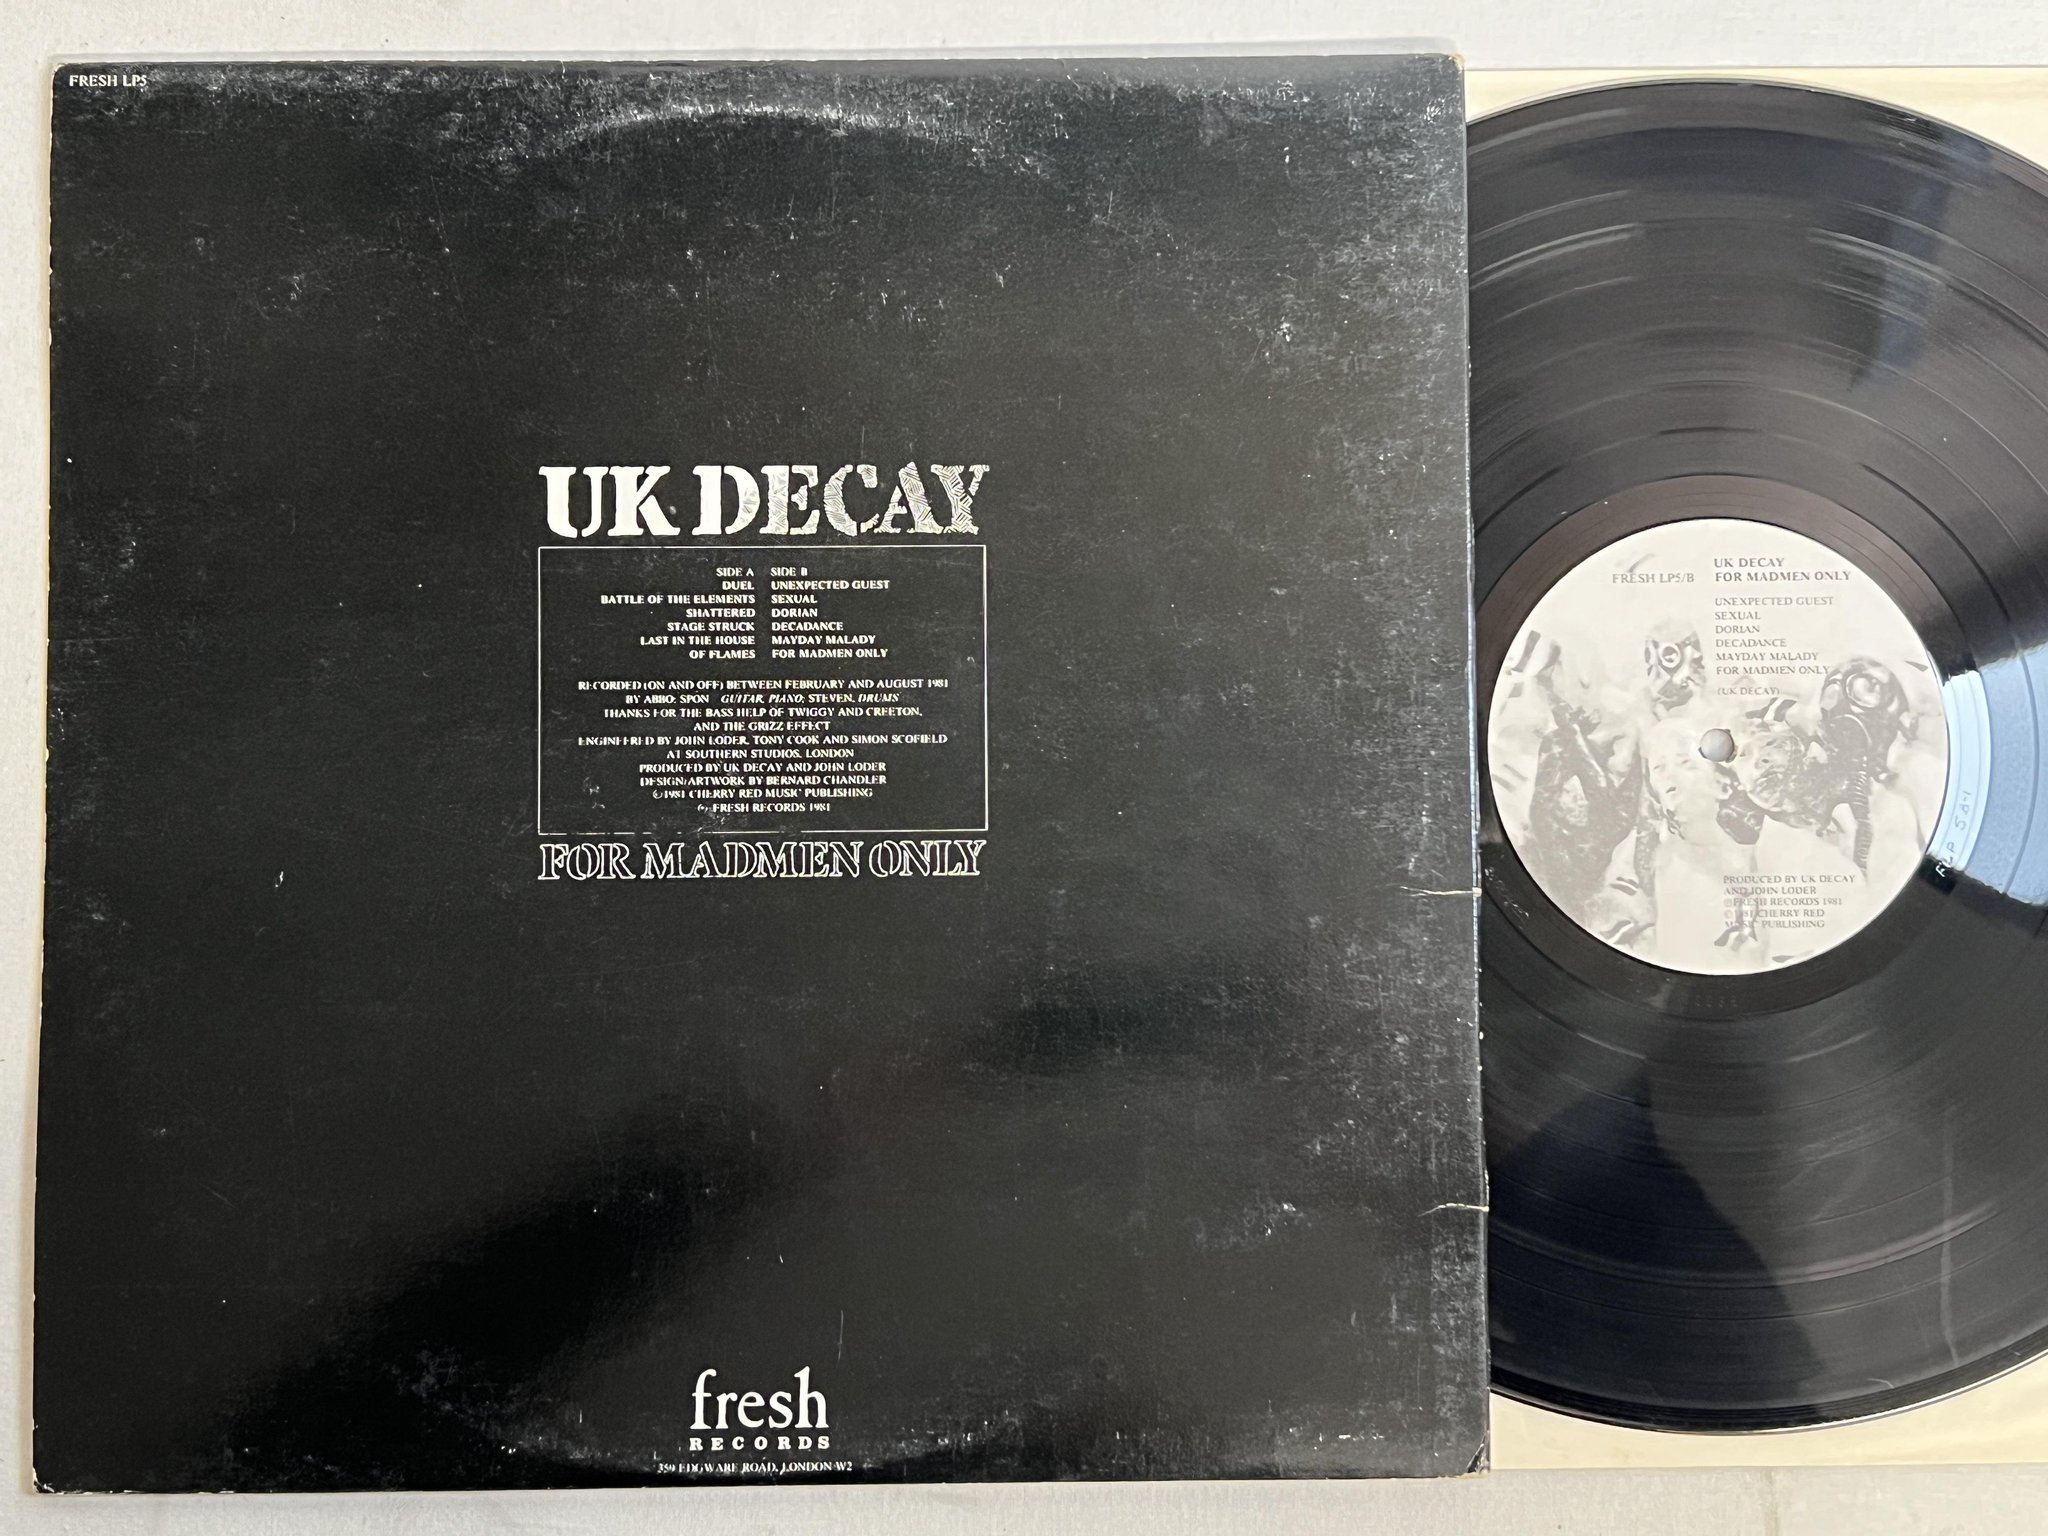 FRESH LP5
UK DECAY
SIDE A SIDE B
DUEL UNEXPECTED GUEST
BATTLE OF THE ELEMENTS SEXUAL
SHATTERED DORIAN
STAGE STRUCK DECADANCE
LAST IN THE HOUSE MAYDAY MALADY
OF FLAMES FOR MADMEN ONLY
RECORDED (ON AND OFF) BETWEEN FEBRUARY AND AUGUST 1981
BY ABBO; SPON GUITAR, PIANO; STEVEN, DRUMS
THANKS FOR THE BASS HELP OF TWIGGY AND CREETON,
AND THE GRIZZ EFFECT
ENGINEERED BY JOHN LODER, TONY COOK AND SIMON SCOFIELD
AT SOUTHERN STUDIOS, LONDON
PRODUCED BY UK DECAY AND JOHN LODER
DESIGN/ARTWORK BY BERNARD CHANDLER
© 1981 CHERRY RED MUSIC PUBLISHING
℗ FRESH RECORDS 1981
FOR MADMEN ONLY
fresh
RECORDS
359 EDGWARE ROAD, LONDON W2
UK DECAY
FRESH LP5/B FOR MADMEN ONLY
UNEXPECTED GUEST
SEXUAL
DORIAN
DECADANCE
MAYDAY MALADY
FOR MADMEN ONLY
(UK DECAY)
PRODUCED BY UK DECAY
AND JOHN LODER
℗ FRESH RECORDS 1981
© 1981 CHERRY RED
MUSIC PUBLISHING